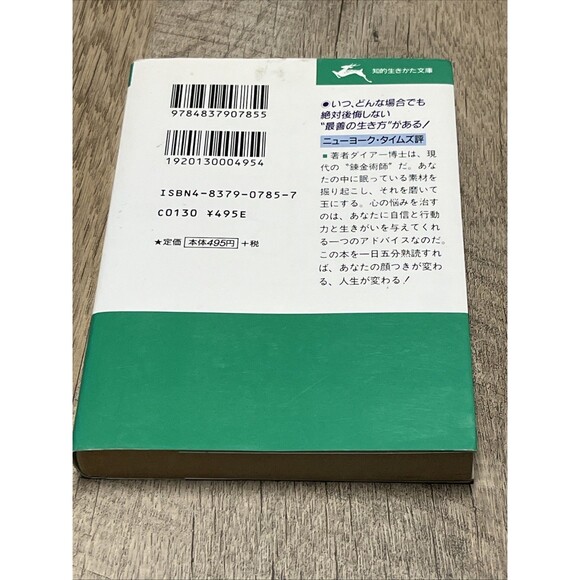 知的生きかた文庫
9784837907855
1920130004954
ISBN4-8379-0785-7
C0130 ¥495E
★定価 本体495円 +税
●いつ、どんな場合でも
絶対後悔しない
“最善の生き方”がある!
ニューヨーク・タイムズ評
■著者ダイアー博士は、現
代の“錬金術師”だ。あな
たの中に眠っている素材を
掘り起こし、それを磨いて
玉にする。心の悩みを治す
のは、あなたに自信と行動
力と生きがいを与えてくれ
る一つのアドバイスなのだ。
この本を一日五分熟読すれ
ば、あなたの顔つきが変わ
る、人生が変わる!